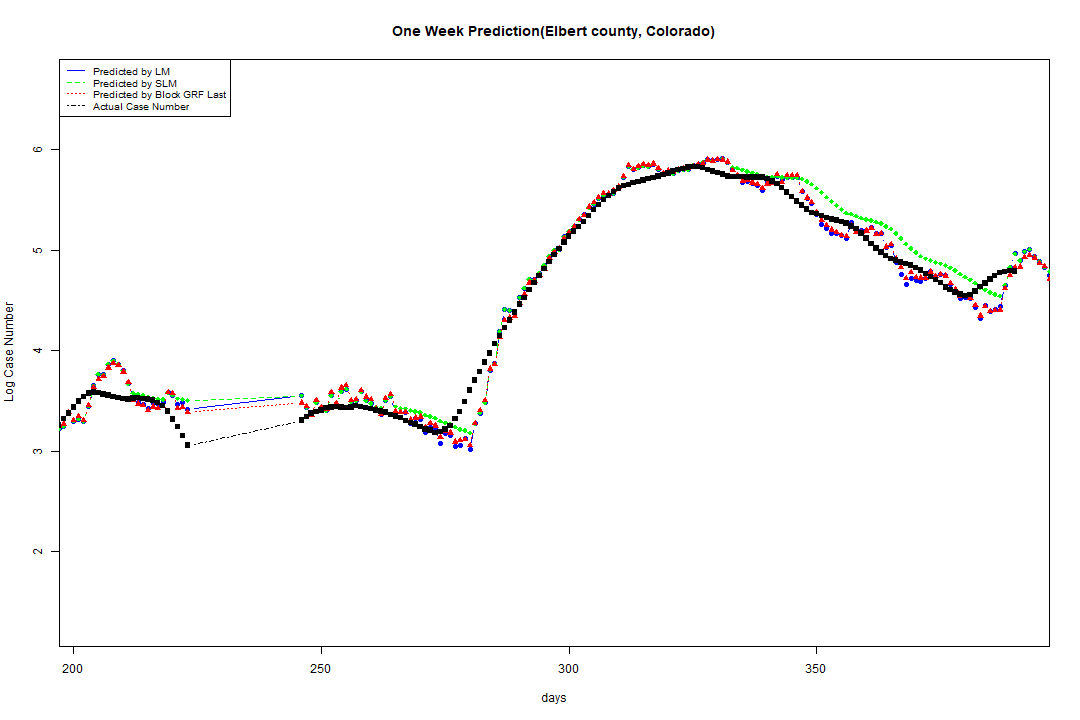 One Week Prediction(Elbert county, Colorado)
Predicted by LM
Predicted by SLM
Predicted by Block GRF Last
Actual Case Number
6
5
4
3
2
Log Case Number
200 250 300 350
days